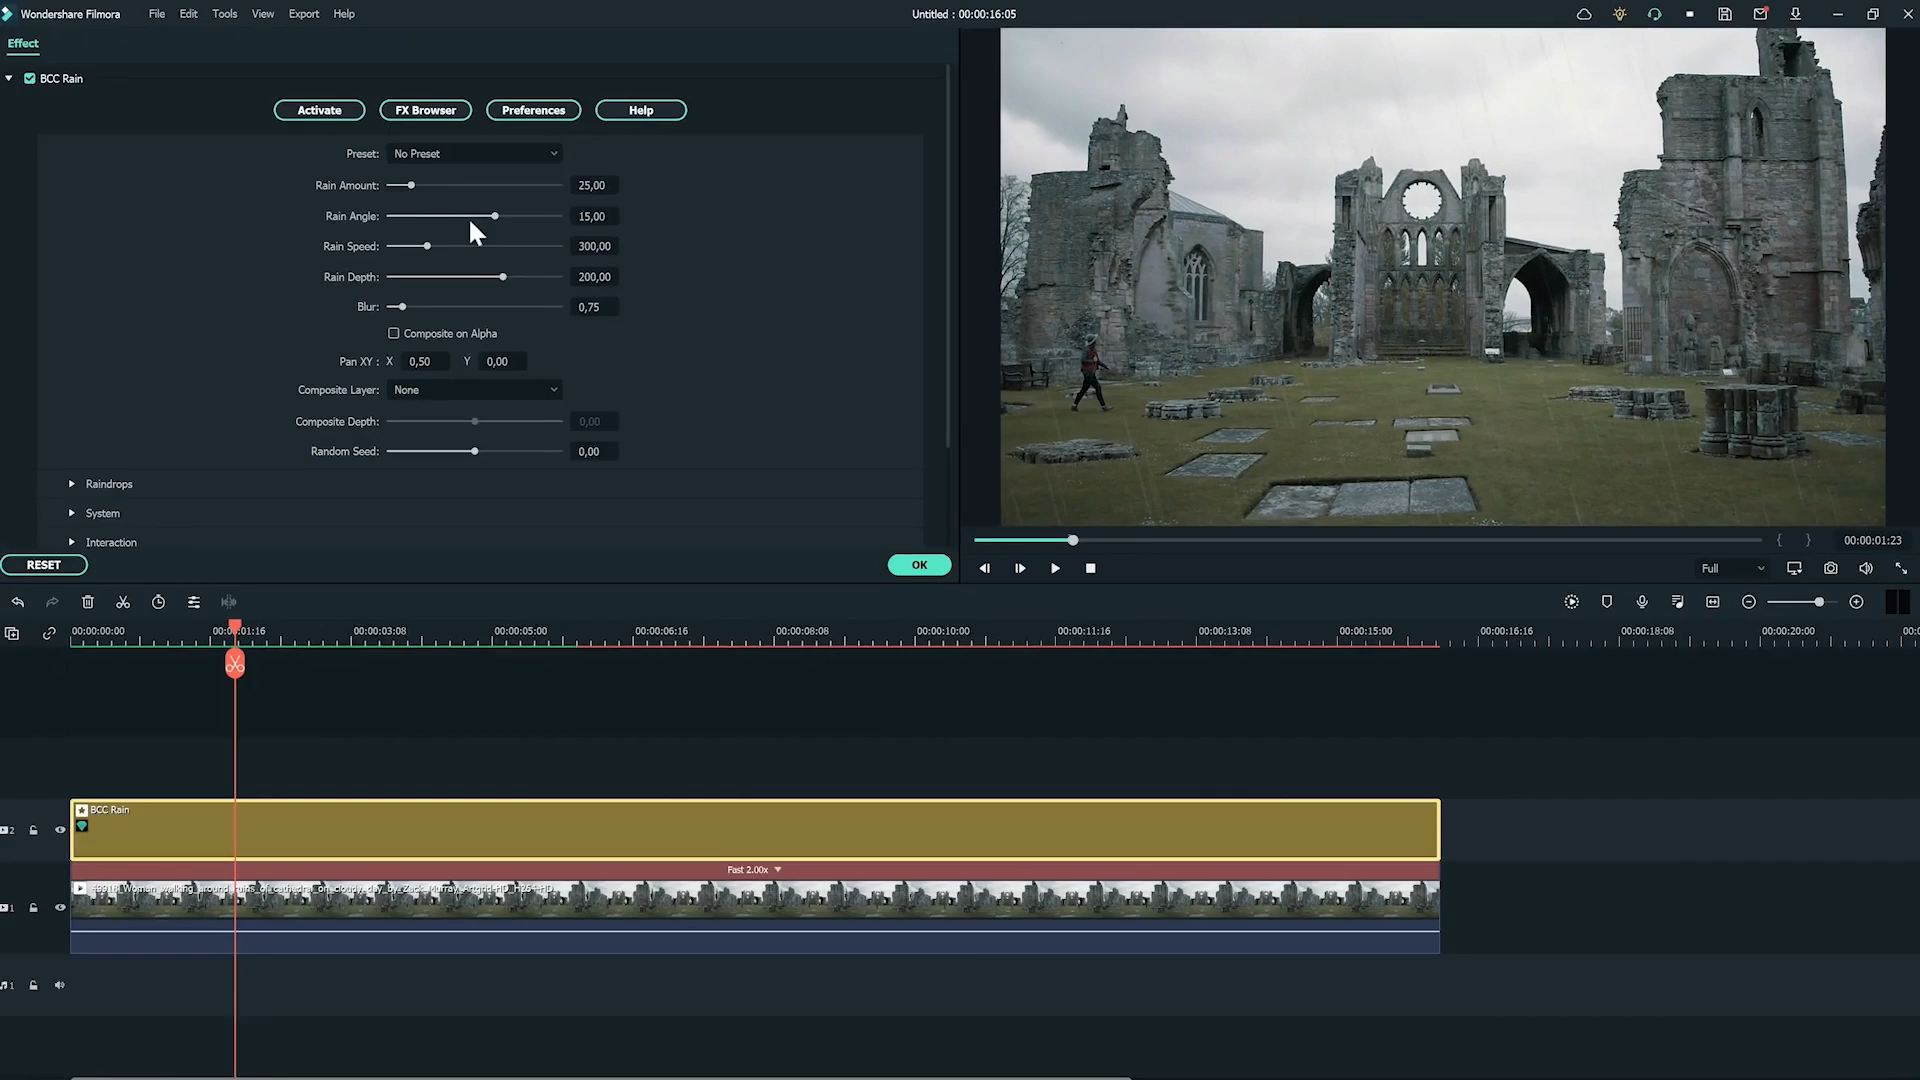 Wondershare Filmora File Edit Tools View Export Help Untitled : 00:00:16:05
Effect
BCC Rain
Activate FX Browser Preferences Help
Preset: No Preset
Rain Amount: 25,00
Rain Angle: 15,00
Rain Speed: 300,00
Rain Depth: 200,00
Blur: 0,75
Composite on Alpha
Pan XY : X 0,50 Y 0,00
Composite Layer: None
Composite Depth: 0,00
Random Seed: 0,00
Raindrops
System
Interaction
RESET OK
{ } 00:00:01:23
Full
00:00:00:00 00:00:01:16 00:00:03:08 00:00:05:00 00:00:06:16 00:00:08:08 00:00:10:00 00:00:11:16 00:00:13:08 00:00:15:00 00:00:16:16 00:00:18:08 00:00:20:00 00:0
BCC Rain
2
Fast 2.00x
Woman_walking_around_ruins_of_cathedral_on_cloudy_day_by_Zack_Murray_Artgrid-HD_H264-HD
1
1